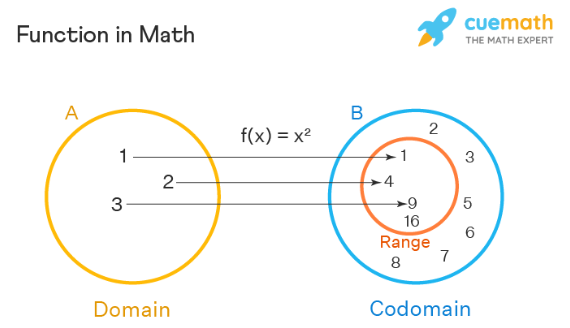 Function in Math
cuemath
THE MATH EXPERT
A
B
f(x) = x²
1
2
3
1
4
9
16
Range
2
3
5
6
7
8
Domain
Codomain